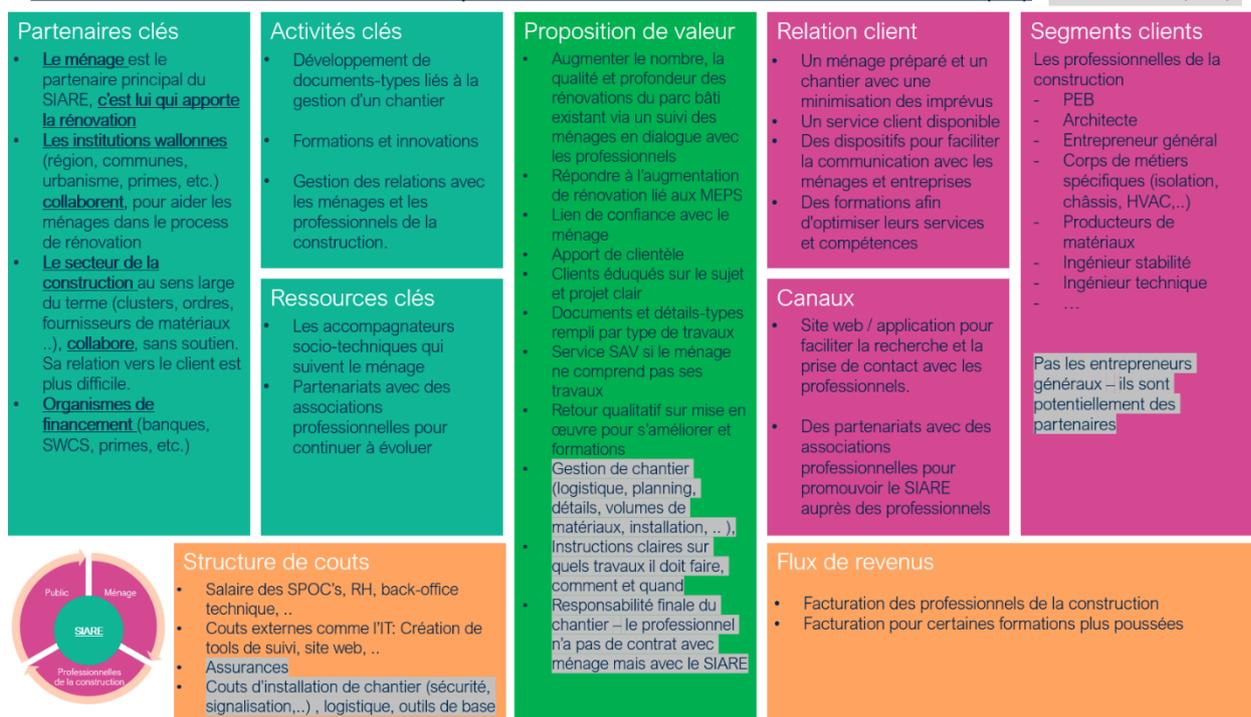 Partenaires clés
• Le ménage est le
partenaire principal du
SIARE, c'est lui qui apporte
la rénovation
• Les institutions wallonnes
(région, communes,
urbanisme, primes, etc.)
collaborent, pour aider les
ménages dans le process
de rénovation
• Le secteur de la
construction au sens large
du terme (clusters, ordres,
fournisseurs de matériaux
..), collabore, sans soutien.
Sa relation vers le client est
plus difficile.
• Organismes de
financement (banques,
SWCS, primes, etc.)
Activités clés
• Développement de
documents-types liés à la
gestion d'un chantier
• Formations et innovations
• Gestion des relations avec
les ménages et les
professionnels de la
construction.
Ressources clés
• Les accompagnateurs
socio-techniques qui
suivent le ménage
• Partenariats avec des
associations
professionnelles pour
continuer à évoluer
Proposition de valeur
• Augmenter le nombre, la
qualité et profondeur des
rénovations du parc bâti
existant via un suivi des
ménages en dialogue avec
les professionnels
• Répondre à l'augmentation
de rénovation lié aux MEPS
• Lien de confiance avec le
ménage
• Apport de clientèle
• Clients éduqués sur le sujet
et projet clair
• Documents et détails-types
rempli par type de travaux
• Service SAV si le ménage
ne comprend pas ses
travaux
• Retour qualitatif sur mise en
œuvre pour s'améliorer et
formations
• Gestion de chantier
(logistique, planning,
détails, volumes de
matériaux, installation, .. ),
• Instructions claires sur
quels travaux il doit faire,
comment et quand
• Responsabilité finale du
chantier – le professionnel
n'a pas de contrat avec
ménage mais avec le SIARE
Relation client
• Un ménage préparé et un
chantier avec une
minimisation des imprévus
• Un service client disponible
• Des dispositifs pour faciliter
la communication avec les
ménages et entreprises
• Des formations afin
d'optimiser leurs services
et compétences
Canaux
• Site web / application pour
faciliter la recherche et la
prise de contact avec les
professionnels.
• Des partenariats avec des
associations
professionnelles pour
promouvoir le SIARE
auprès des professionnels
Segments clients
Les professionnelles de la
construction
- PEB
- Architecte
- Entrepreneur général
- Corps de métiers
spécifiques (isolation,
châssis, HVAC,..)
- Producteurs de
matériaux
- Ingénieur stabilité
- Ingénieur technique
- …
Pas les entrepreneurs
généraux – ils sont
potentiellement des
partenaires
Public
Ménage
SIARE
Professionnelles
de la construction
Structure de couts
• Salaire des SPOC's, RH, back-office
technique, ..
• Couts externes comme l'IT: Création de
tools de suivi, site web, ..
• Assurances
• Couts d'installation de chantier (sécurité,
signalisation,..) , logistique, outils de base
Flux de revenus
• Facturation des professionnels de la construction
• Facturation pour certaines formations plus poussées